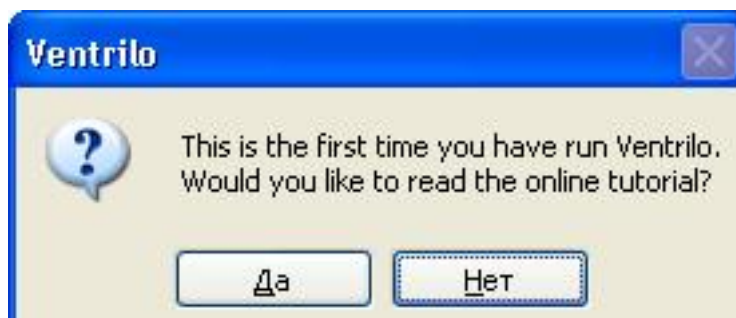 Ventrilo
This is the first time you have run Ventrilo.
Would you like to read the online tutorial?
Да Нет